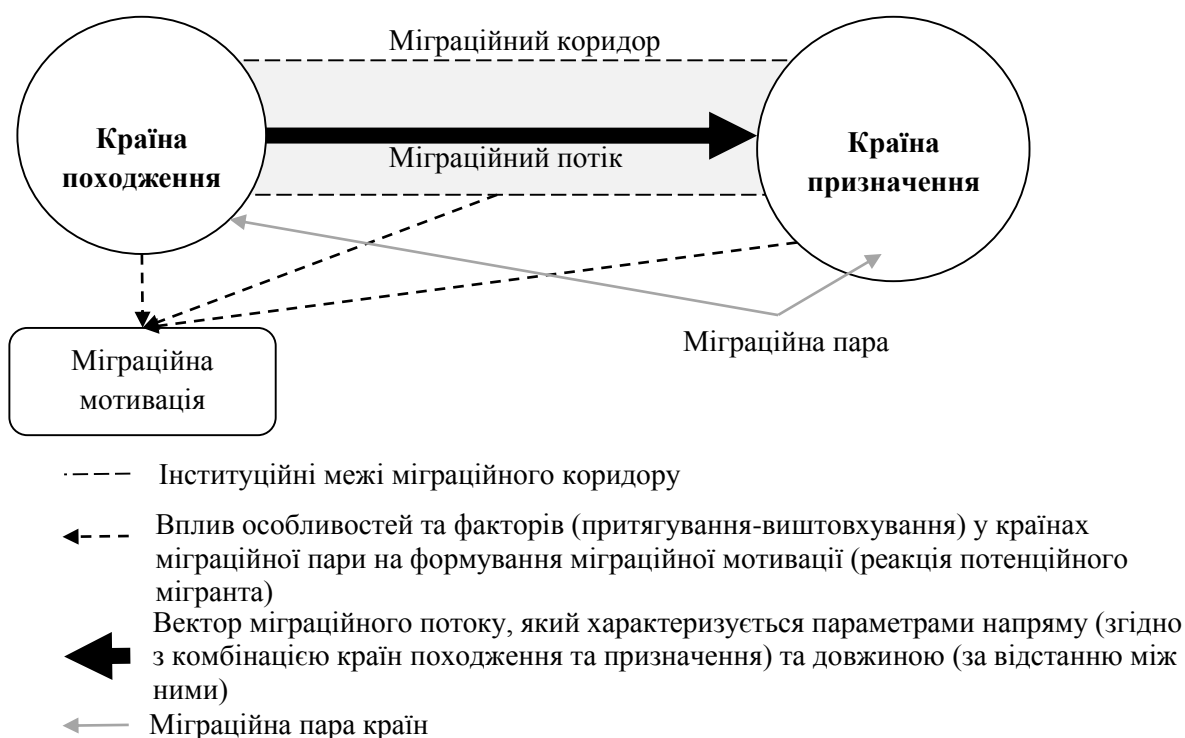 Міграційний коридор
Країна
походження
Міграційний потік
Країна
призначення
Міграційна пара
Міграційна
мотивація
Інституційні межі міграційного коридору
Вплив особливостей та факторів (притягування-виштовхування) у країнах
міграційної пари на формування міграційної мотивації (реакція потенційного
мігранта)
Вектор міграційного потоку, який характеризується параметрами напряму (згідно
з комбінацією країн походження та призначення) та довжиною (за відстанню між
ними)
Міграційна пара країн